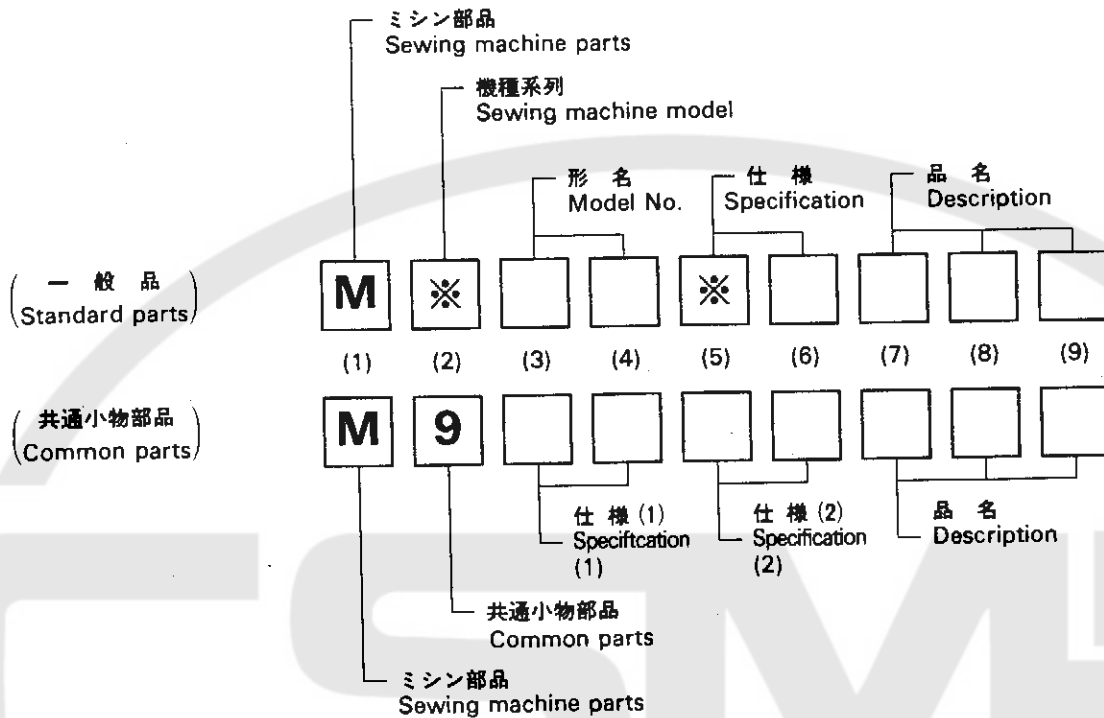 ミシン部品
Sewing machine parts
機種系列
Sewing machine model
形 名
Model No.
仕 様
Specification
品 名
Description
(一 般 品
Standard parts)
M ※ ※
(1) (2) (3) (4) (5) (6) (7) (8) (9)
(共通小物部品
Common parts)
M 9
仕 様 (1)
Speciftcation
(1)
仕 様 (2)
Specification
(2)
品 名
Description
共通小物部品
Common parts
ミシン部品
Sewing machine parts